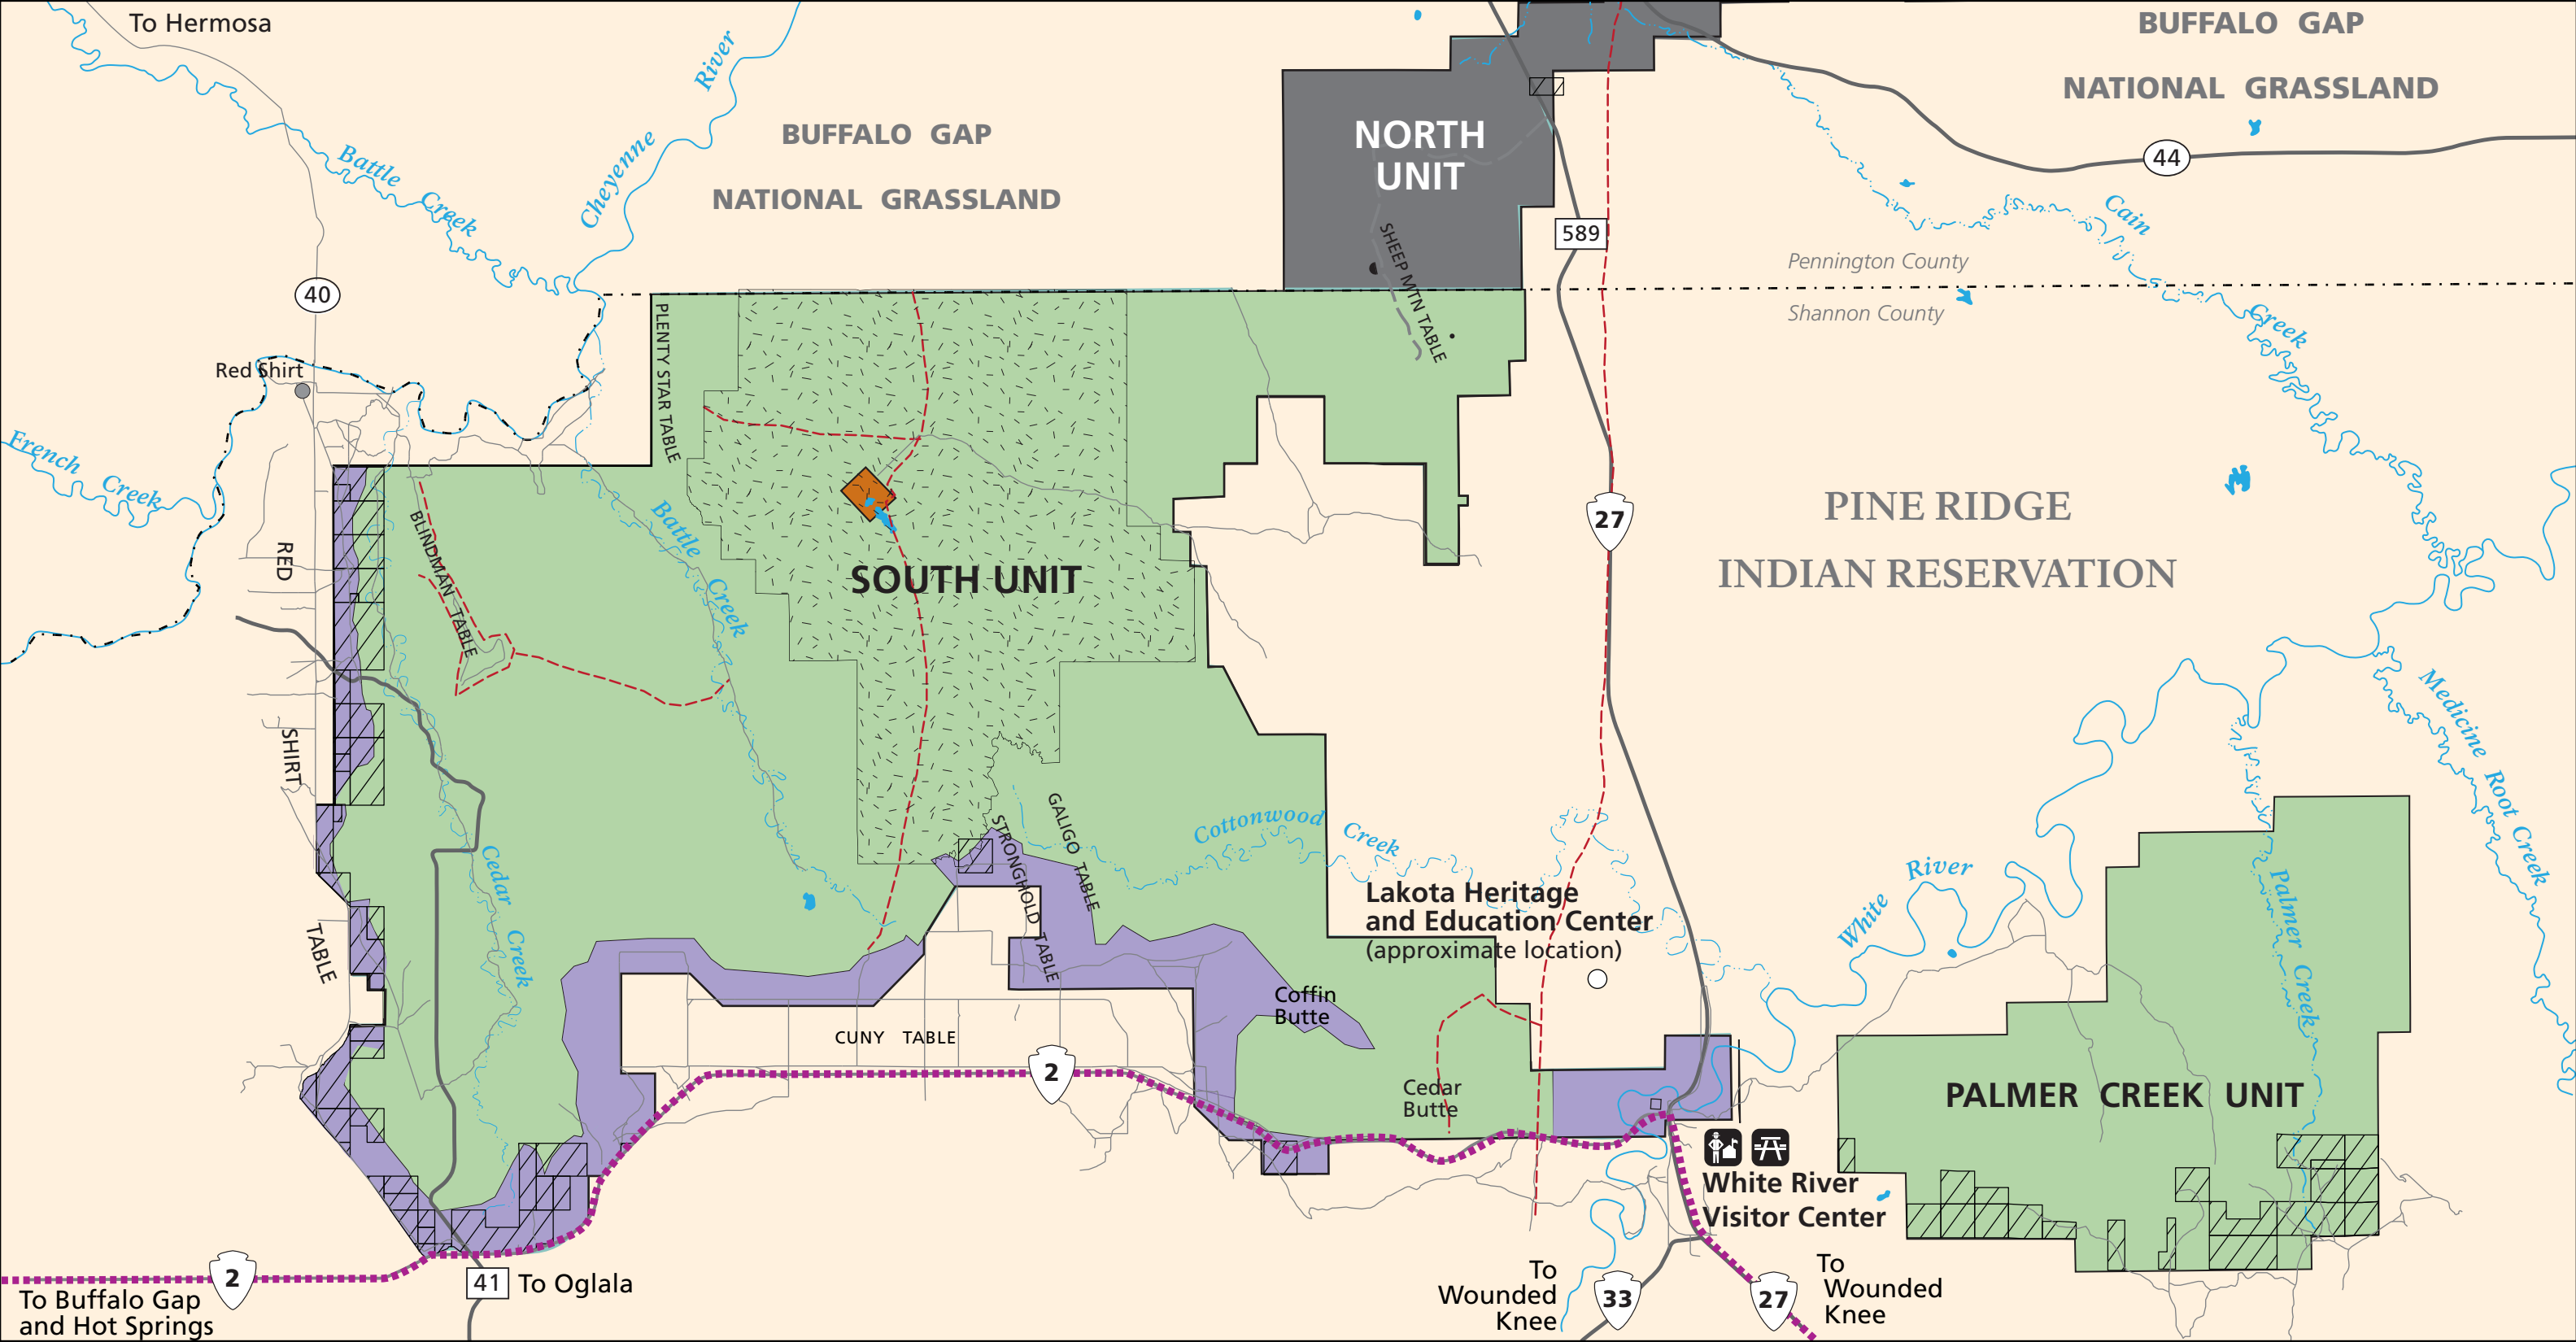 To Hermosa
BUFFALO GAP
NATIONAL GRASSLAND
River
Cheyenne
BUFFALO GAP
NATIONAL GRASSLAND
NORTH
UNIT
44
Battle
Creek
Cain
Creek
589
SHEEP MTN TABLE
Pennington County
Shannon County
40
PLENTY STAR TABLE
Red Shirt
French
Creek
Battle
Creek
BLINDMAN TABLE
27
PINE RIDGE
INDIAN RESERVATION
RED
SHIRT
TABLE
SOUTH UNIT
Medicine Root Creek
GALIGO TABLE
STRONGHOLD TABLE
Cottonwood
Creek
Cedar
Creek
Lakota Heritage
and Education Center
(approximate location)
White
River
Palmer
Creek
Coffin
Butte
CUNY TABLE
2
Cedar
Butte
PALMER CREEK UNIT
White River
Visitor Center
2
To Buffalo Gap
and Hot Springs
41
To Oglala
To
Wounded
Knee
33
27
To
Wounded
Knee